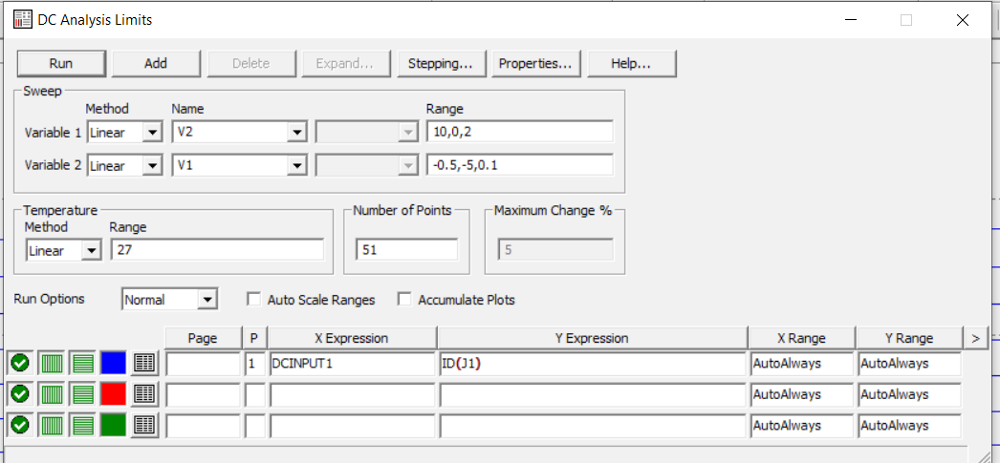 DC Analysis Limits
Run Add Delete Expand... Stepping... Properties... Help...
Sweep
Method Name Range
Variable 1 Linear V2 10,0,2
Variable 2 Linear V1 -0.5,-5,0.1
Temperature Number of Points Maximum Change %
Method Range
Linear 27 51 5
Run Options Normal Auto Scale Ranges Accumulate Plots
Page P X Expression Y Expression X Range Y Range >
1 DCINPUT1 ID(J1) AutoAlways AutoAlways
AutoAlways AutoAlways
AutoAlways AutoAlways